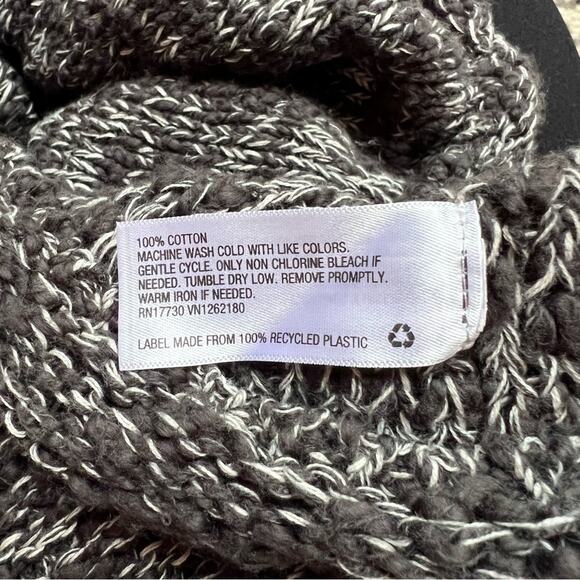 100% COTTON
MACHINE WASH COLD WITH LIKE COLORS.
GENTLE CYCLE. ONLY NON CHLORINE BLEACH IF
NEEDED. TUMBLE DRY LOW. REMOVE PROMPTLY.
WARM IRON IF NEEDED.
RN17730 VN1262180
LABEL MADE FROM 100% RECYCLED PLASTIC